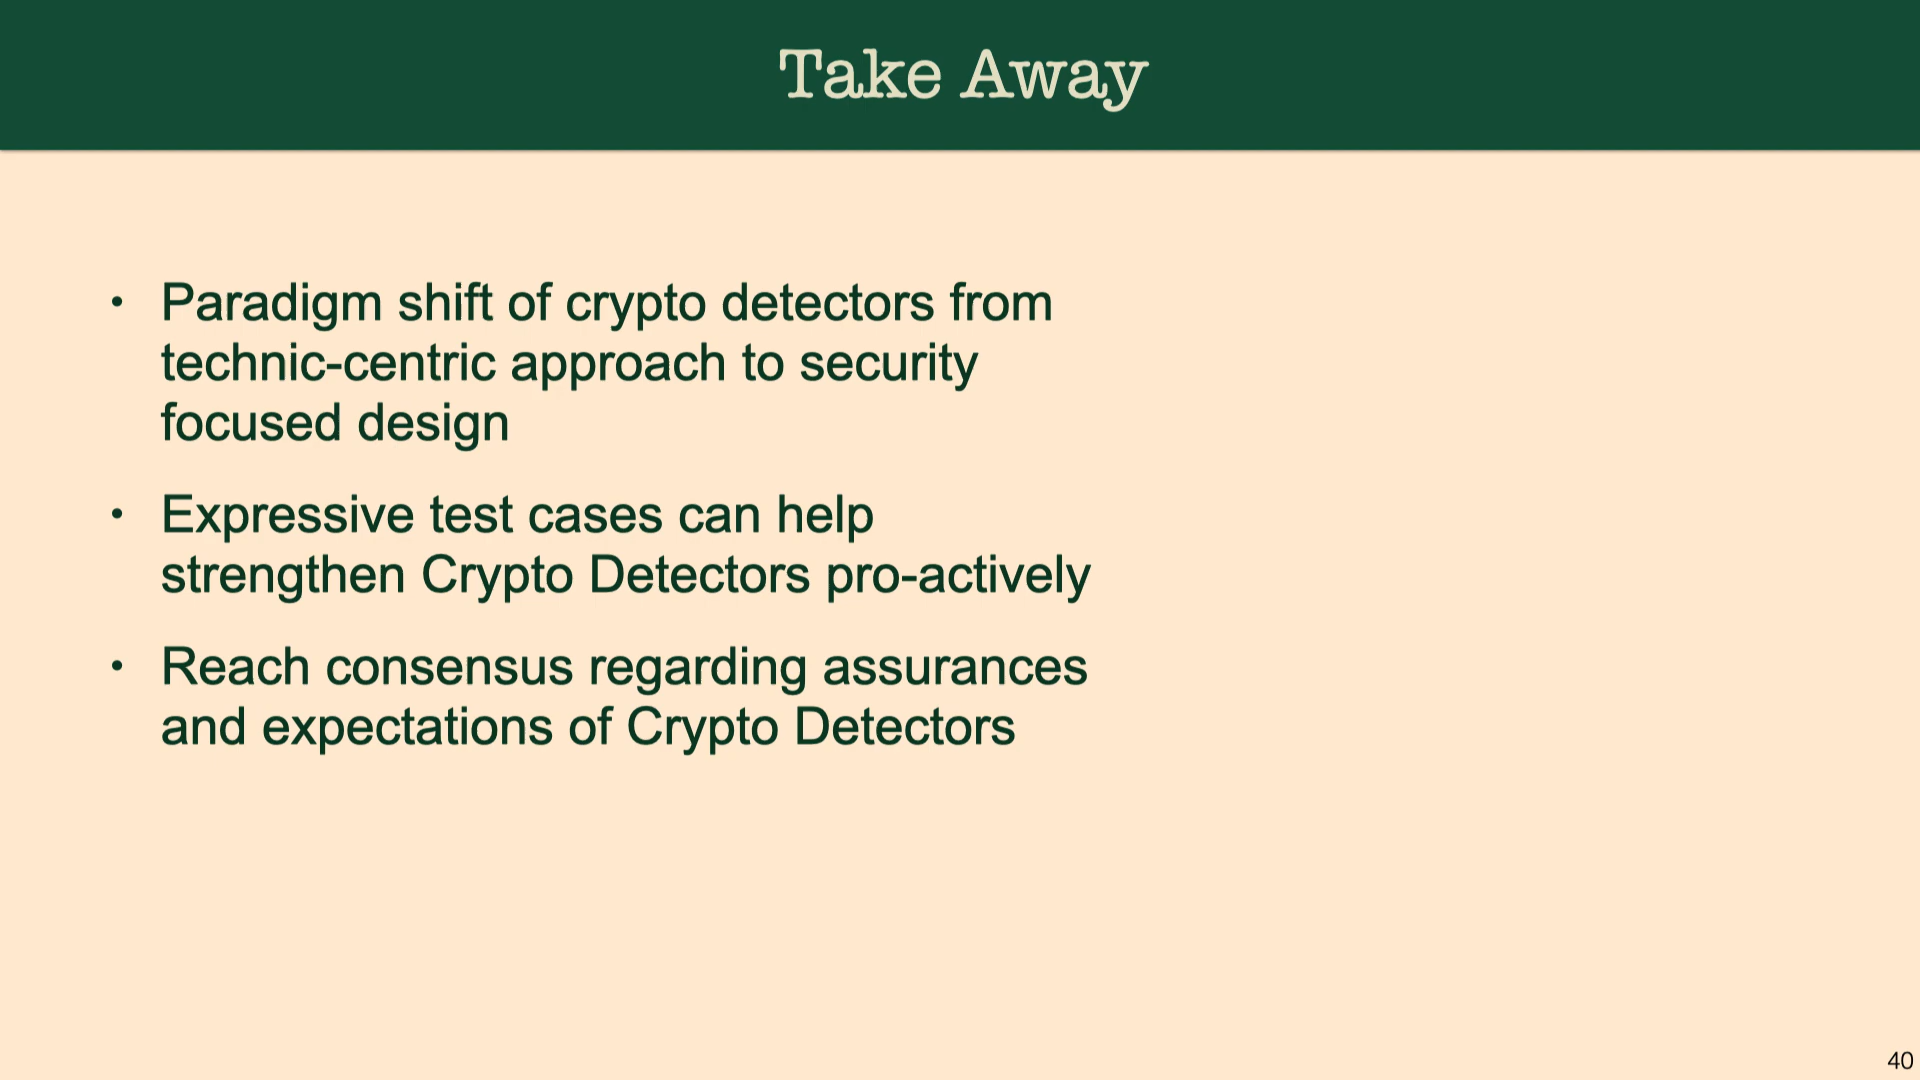 Take Away
• Paradigm shift of crypto detectors from
technic-centric approach to security
focused design
• Expressive test cases can help
strengthen Crypto Detectors pro-actively
• Reach consensus regarding assurances
and expectations of Crypto Detectors
40